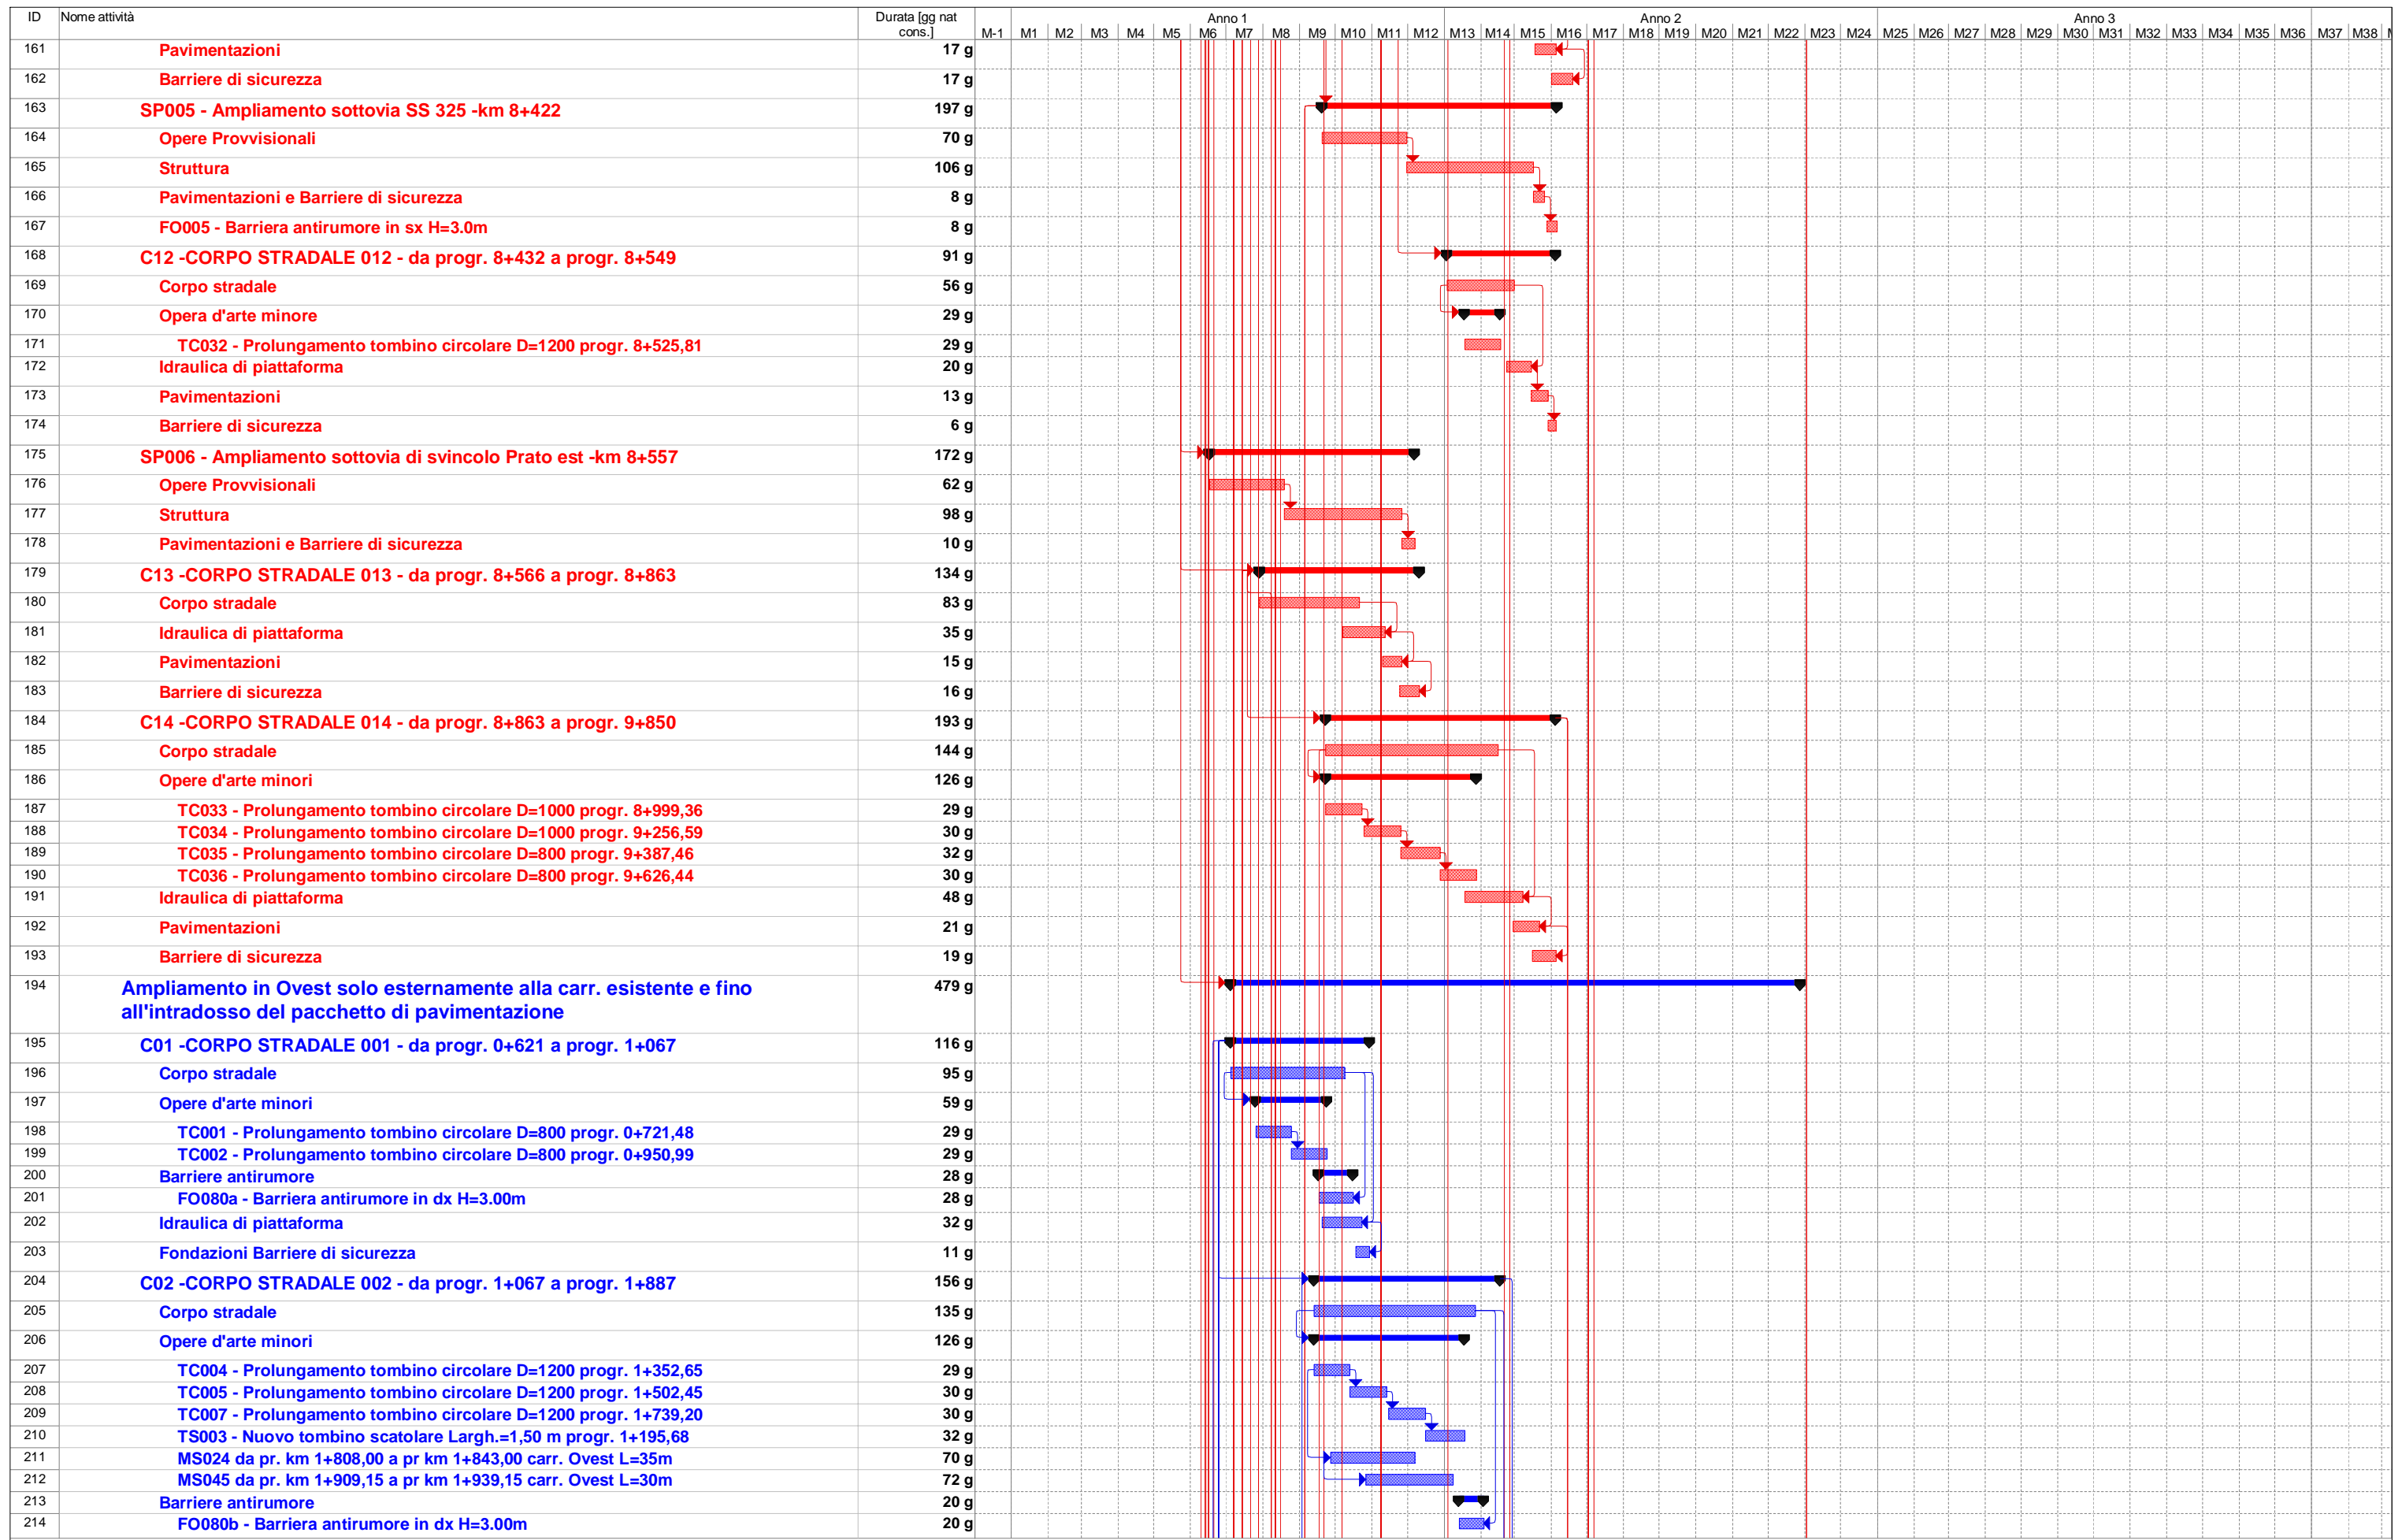 ID Nome attività Durata [gg nat cons.] Anno 1 Anno 2 Anno 3
M-1 M1 M2 M3 M4 M5 M6 M7 M8 M9 M10 M11 M12 M13 M14 M15 M16 M17 M18 M19 M20 M21 M22 M23 M24 M25 M26 M27 M28 M29 M30 M31 M32 M33 M34 M35 M36 M37 M38
161 Pavimentazioni 17 g
162 Barriere di sicurezza 17 g
163 SP005 - Ampliamento sottovia SS 325 -km 8+422 197 g
164 Opere Provvisionali 70 g
165 Struttura 106 g
166 Pavimentazioni e Barriere di sicurezza 8 g
167 FO005 - Barriera antirumore in sx H=3.0m 8 g
168 C12 -CORPO STRADALE 012 - da progr. 8+432 a progr. 8+549 91 g
169 Corpo stradale 56 g
170 Opera d'arte minore 29 g
171 TC032 - Prolungamento tombino circolare D=1200 progr. 8+525,81 29 g
172 Idraulica di piattaforma 20 g
173 Pavimentazioni 13 g
174 Barriere di sicurezza 6 g
175 SP006 - Ampliamento sottovia di svincolo Prato est -km 8+557 172 g
176 Opere Provvisionali 62 g
177 Struttura 98 g
178 Pavimentazioni e Barriere di sicurezza 10 g
179 C13 -CORPO STRADALE 013 - da progr. 8+566 a progr. 8+863 134 g
180 Corpo stradale 83 g
181 Idraulica di piattaforma 35 g
182 Pavimentazioni 15 g
183 Barriere di sicurezza 16 g
184 C14 -CORPO STRADALE 014 - da progr. 8+863 a progr. 9+850 193 g
185 Corpo stradale 144 g
186 Opere d'arte minori 126 g
187 TC033 - Prolungamento tombino circolare D=1000 progr. 8+999,36 29 g
188 TC034 - Prolungamento tombino circolare D=1000 progr. 9+256,59 30 g
189 TC035 - Prolungamento tombino circolare D=800 progr. 9+387,46 32 g
190 TC036 - Prolungamento tombino circolare D=800 progr. 9+626,44 30 g
191 Idraulica di piattaforma 48 g
192 Pavimentazioni 21 g
193 Barriere di sicurezza 19 g
194 Ampliamento in Ovest solo esternamente alla carr. esistente e fino 479 g
all'intradosso del pacchetto di pavimentazione
195 C01 -CORPO STRADALE 001 - da progr. 0+621 a progr. 1+067 116 g
196 Corpo stradale 95 g
197 Opere d'arte minori 59 g
198 TC001 - Prolungamento tombino circolare D=800 progr. 0+721,48 29 g
199 TC002 - Prolungamento tombino circolare D=800 progr. 0+950,99 29 g
200 Barriere antirumore 28 g
201 FO080a - Barriera antirumore in dx H=3.00m 28 g
202 Idraulica di piattaforma 32 g
203 Fondazioni Barriere di sicurezza 11 g
204 C02 -CORPO STRADALE 002 - da progr. 1+067 a progr. 1+887 156 g
205 Corpo stradale 135 g
206 Opere d'arte minori 126 g
207 TC004 - Prolungamento tombino circolare D=1200 progr. 1+352,65 29 g
208 TC005 - Prolungamento tombino circolare D=1200 progr. 1+502,45 30 g
209 TC007 - Prolungamento tombino circolare D=1200 progr. 1+739,20 30 g
210 TS003 - Nuovo tombino scatolare Largh.=1,50 m progr. 1+195,68 32 g
211 MS024 da pr. km 1+808,00 a pr km 1+843,00 carr. Ovest L=35m 70 g
212 MS045 da pr. km 1+909,15 a pr km 1+939,15 carr. Ovest L=30m 72 g
213 Barriere antirumore 20 g
214 FO080b - Barriera antirumore in dx H=3.00m 20 g